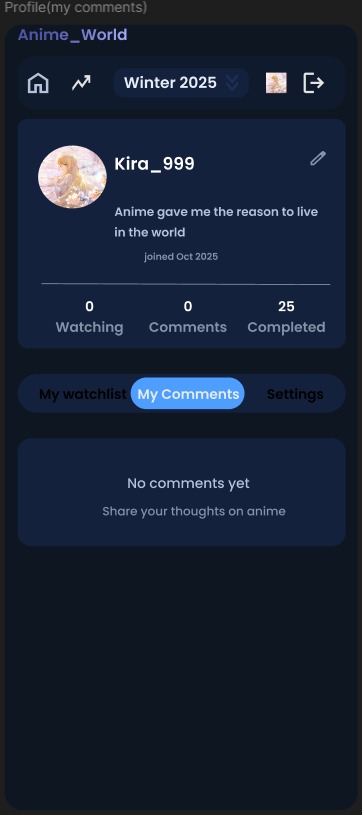 Profile(my comments)
Anime_World
Winter 2025
Kira_999
Anime gave me the reason to live
in the world
joined Oct 2025
0 0 25
Watching Comments Completed
My watchlist My Comments Settings
No comments yet
Share your thoughts on anime